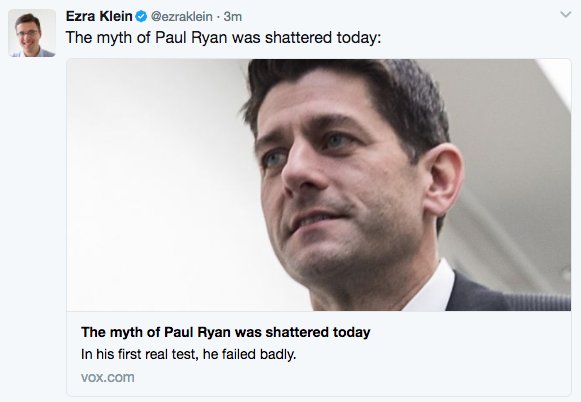 Ezra Klein @ezraklein · 3m
The myth of Paul Ryan was shattered today:
The myth of Paul Ryan was shattered today
In his first real test, he failed badly.
vox.com